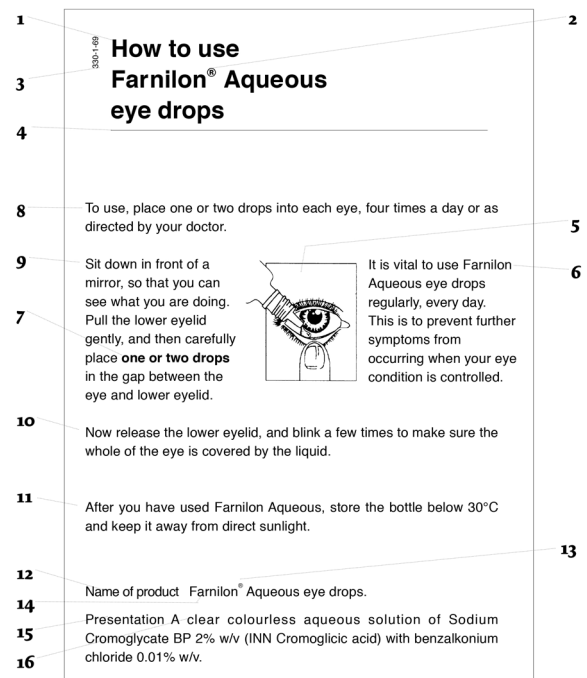 1
2
330-1-69
How to use
3
Farnilon® Aqueous
eye drops
4
8
To use, place one or two drops into each eye, four times a day or as
directed by your doctor.
5
9
Sit down in front of a
mirror, so that you can
see what you are doing.
7
Pull the lower eyelid
gently, and then carefully
place one or two drops
in the gap between the
eye and lower eyelid.
6
It is vital to use Farnilon
Aqueous eye drops
regularly, every day.
This is to prevent further
symptoms from
occurring when your eye
condition is controlled.
10
Now release the lower eyelid, and blink a few times to make sure the
whole of the eye is covered by the liquid.
11
After you have used Farnilon Aqueous, store the bottle below 30°C
and keep it away from direct sunlight.
13
12
Name of product Farnilon® Aqueous eye drops.
14
15
Presentation A clear colourless aqueous solution of Sodium
Cromoglycate BP 2% w/v (INN Cromoglicic acid) with benzalkonium
16
chloride 0.01% w/v.